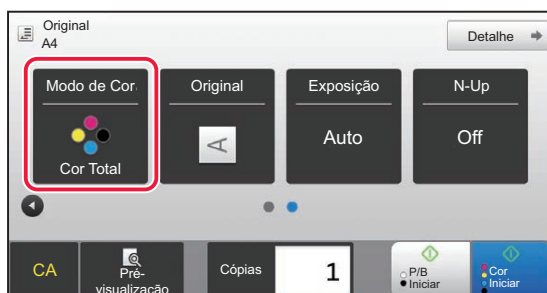 Original
A4
Detalhe
Modo de Cor
Original
Exposição
N-Up
A
Auto
Off
Cor Total
CA
Pré-
visualização
Cópias
1
P/B
Iniciar
Cor
Iniciar